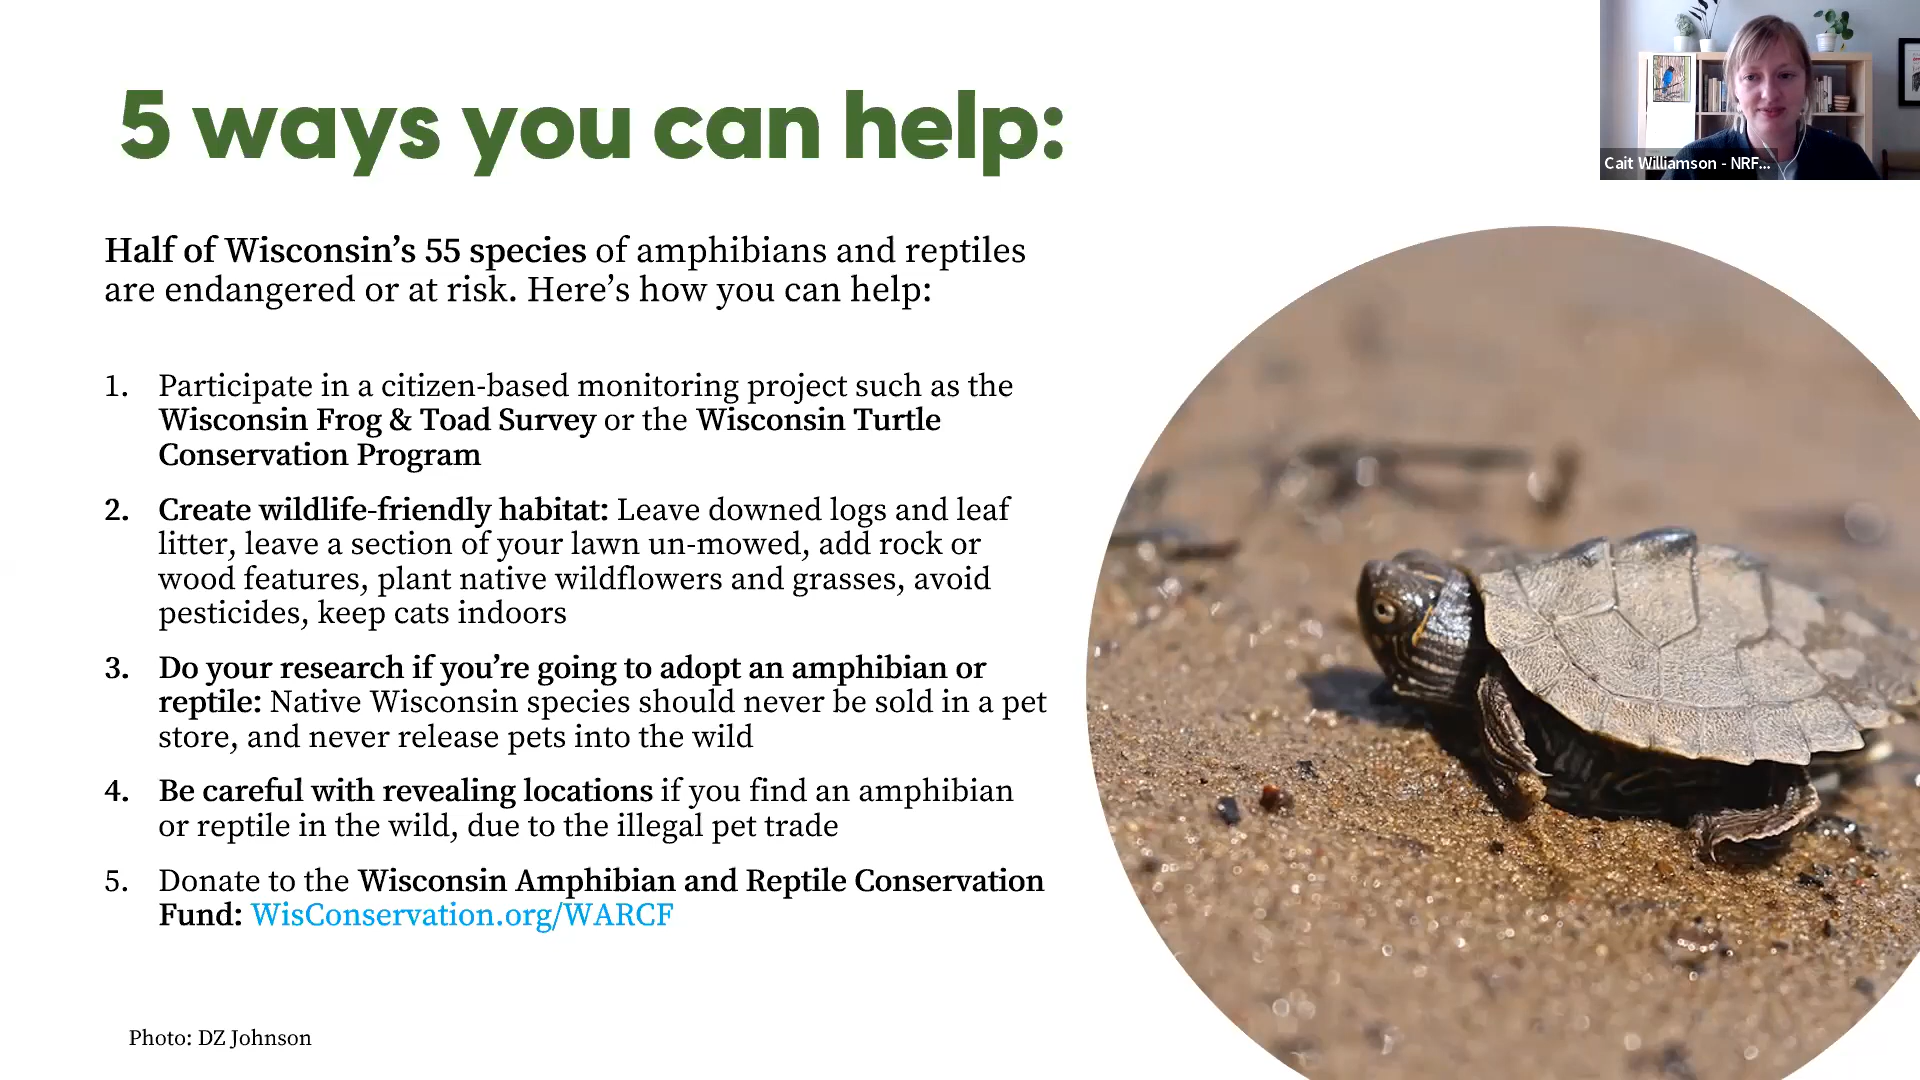 5 ways you can help:
Cait Williamson - NRF...
Half of Wisconsin’s 55 species of amphibians and reptiles
are endangered or at risk. Here’s how you can help:
1. Participate in a citizen-based monitoring project such as the
Wisconsin Frog & Toad Survey or the Wisconsin Turtle
Conservation Program
2. Create wildlife-friendly habitat: Leave downed logs and leaf
litter, leave a section of your lawn un-mowed, add rock or
wood features, plant native wildflowers and grasses, avoid
pesticides, keep cats indoors
3. Do your research if you’re going to adopt an amphibian or
reptile: Native Wisconsin species should never be sold in a pet
store, and never release pets into the wild
4. Be careful with revealing locations if you find an amphibian
or reptile in the wild, due to the illegal pet trade
5. Donate to the Wisconsin Amphibian and Reptile Conservation
Fund: WisConservation.org/WARCF
Photo: DZ Johnson